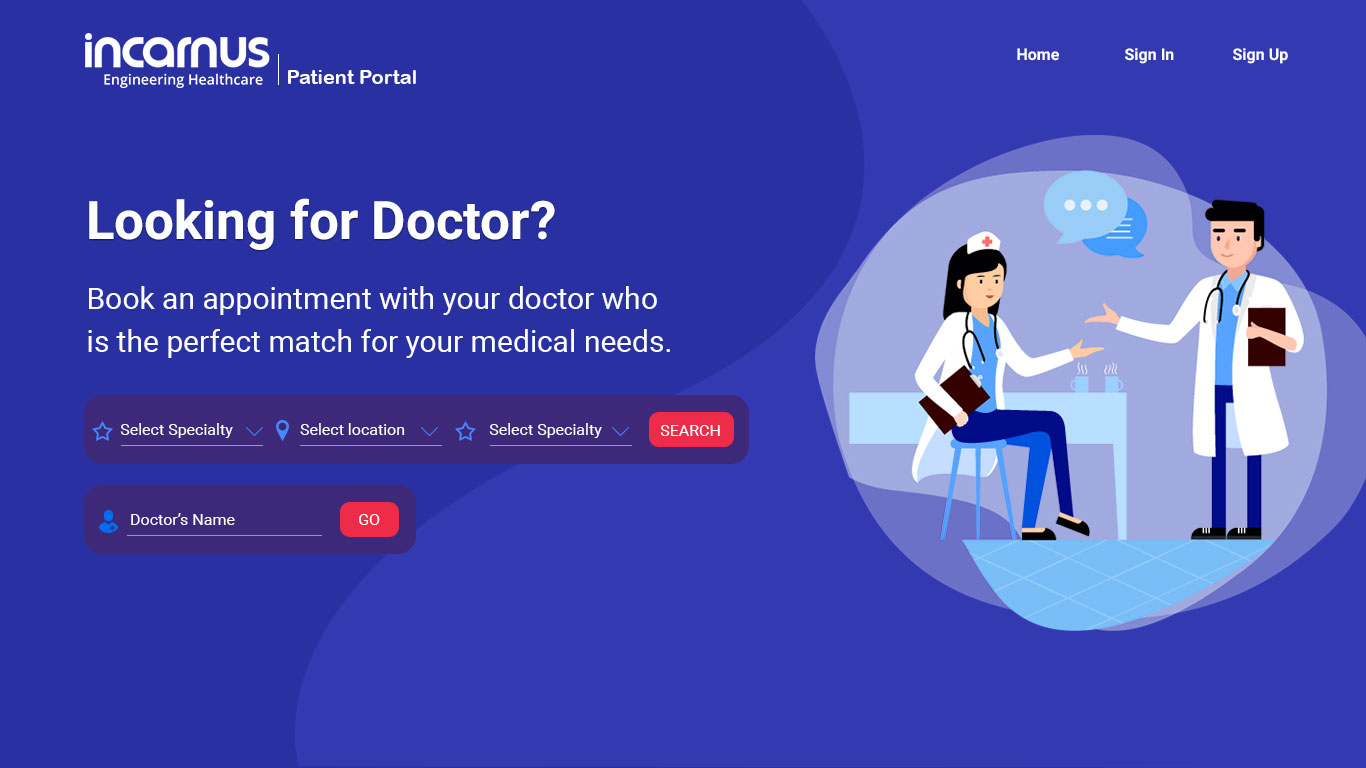 incarnus
Engineering Healthcare
Patient Portal
Home
Sign In
Sign Up
Looking for Doctor?
Book an appointment with your doctor who
is the perfect match for your medical needs.
Select Specialty
Select location
Select Specialty
SEARCH
Doctor’s Name
GO